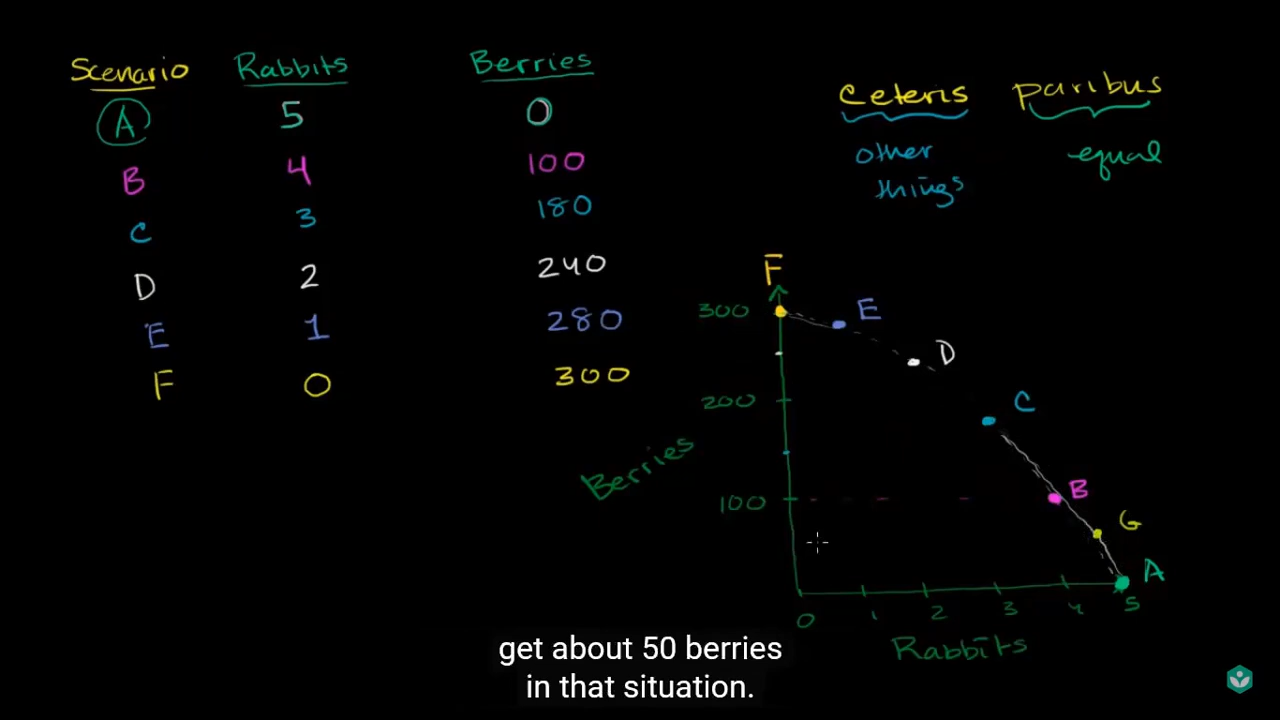 Scenario Rabbits Berries
A 5 0
B 4 100
C 3 180
D 2 240
E 1 280
F 0 300
Ceteris paribus
other equal
things
F
300 E
D
200 C
Berries
100 B
G
A
0 1 2 3 4 5
Rabbits
get about 50 berries
in that situation.